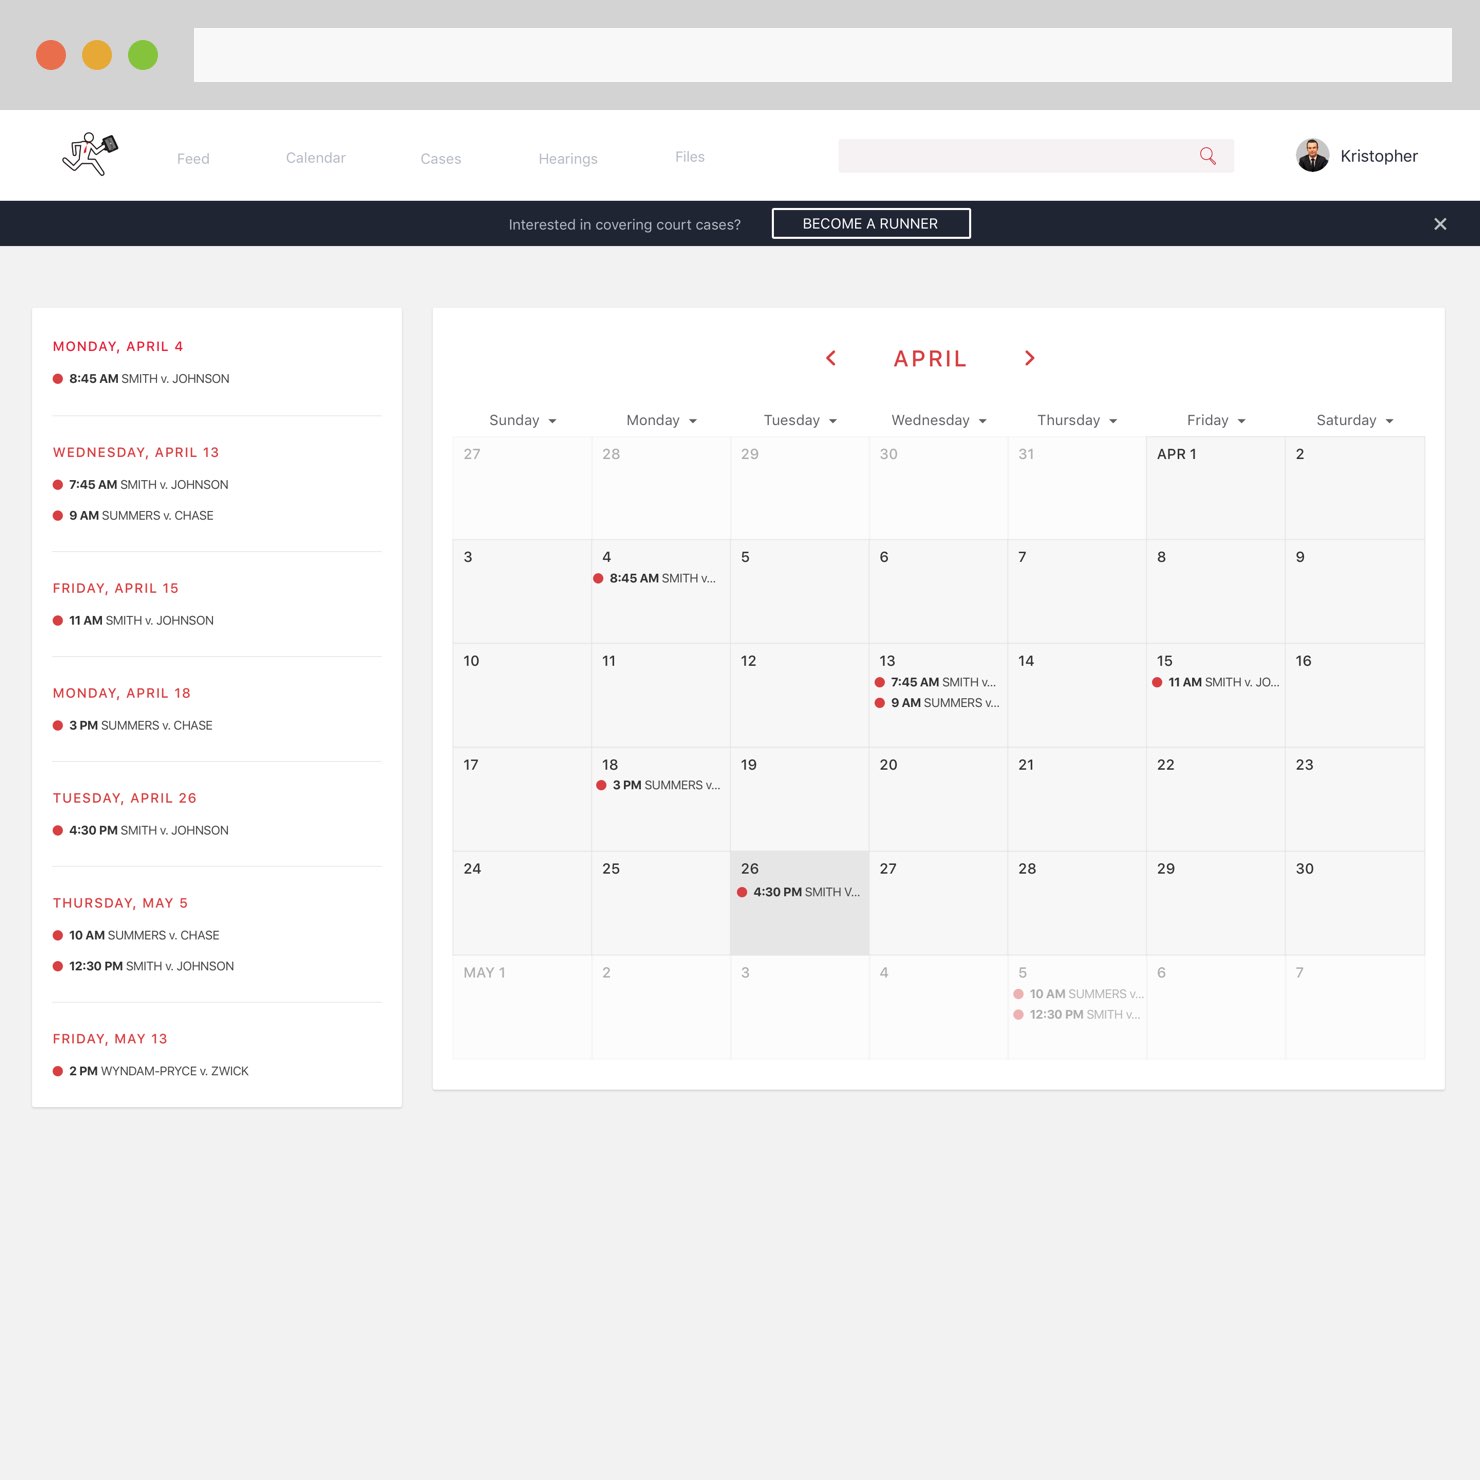 Feed Calendar Cases Hearings Files Kristopher
Interested in covering court cases? BECOME A RUNNER
MONDAY, APRIL 4
8:45 AM SMITH v. JOHNSON
WEDNESDAY, APRIL 13
7:45 AM SMITH v. JOHNSON
9 AM SUMMERS v. CHASE
FRIDAY, APRIL 15
11 AM SMITH v. JOHNSON
MONDAY, APRIL 18
3 PM SUMMERS v. CHASE
TUESDAY, APRIL 26
4:30 PM SMITH v. JOHNSON
THURSDAY, MAY 5
10 AM SUMMERS v. CHASE
12:30 PM SMITH v. JOHNSON
FRIDAY, MAY 13
2 PM WYNDAM-PRYCE v. ZWICK
APRIL
Sunday Monday Tuesday Wednesday Thursday Friday Saturday
27 28 29 30 31 APR 1 2
3 4 5 6 7 8 9
8:45 AM SMITH v...
10 11 12 13 14 15 16
7:45 AM SMITH v... 11 AM SMITH v. JO...
9 AM SUMMERS v...
17 18 19 20 21 22 23
3 PM SUMMERS v...
24 25 26 27 28 29 30
4:30 PM SMITH V...
MAY 1 2 3 4 5 6 7
10 AM SUMMERS v...
12:30 PM SMITH v...